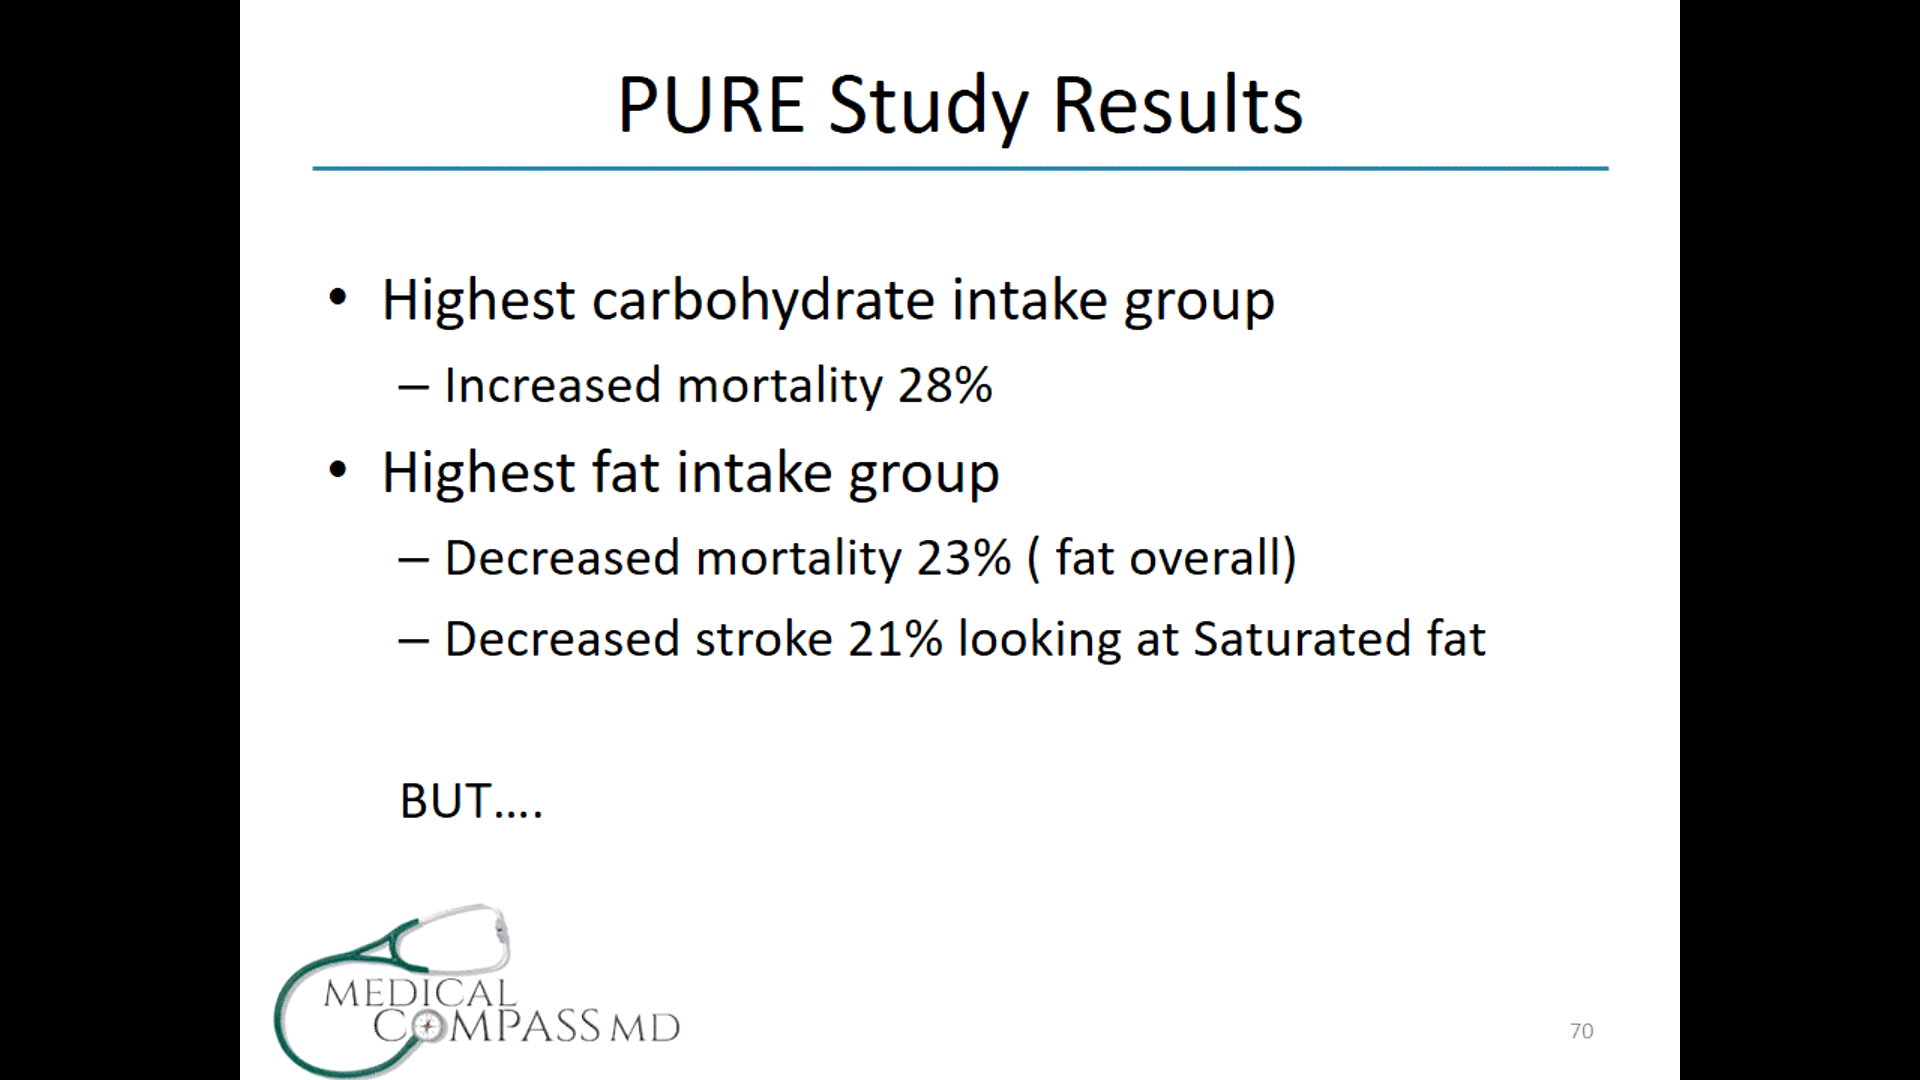 PURE Study Results
• Highest carbohydrate intake group
– Increased mortality 28%
• Highest fat intake group
– Decreased mortality 23% ( fat overall)
– Decreased stroke 21% looking at Saturated fat
BUT....
MEDICAL
COMPASS MD
70